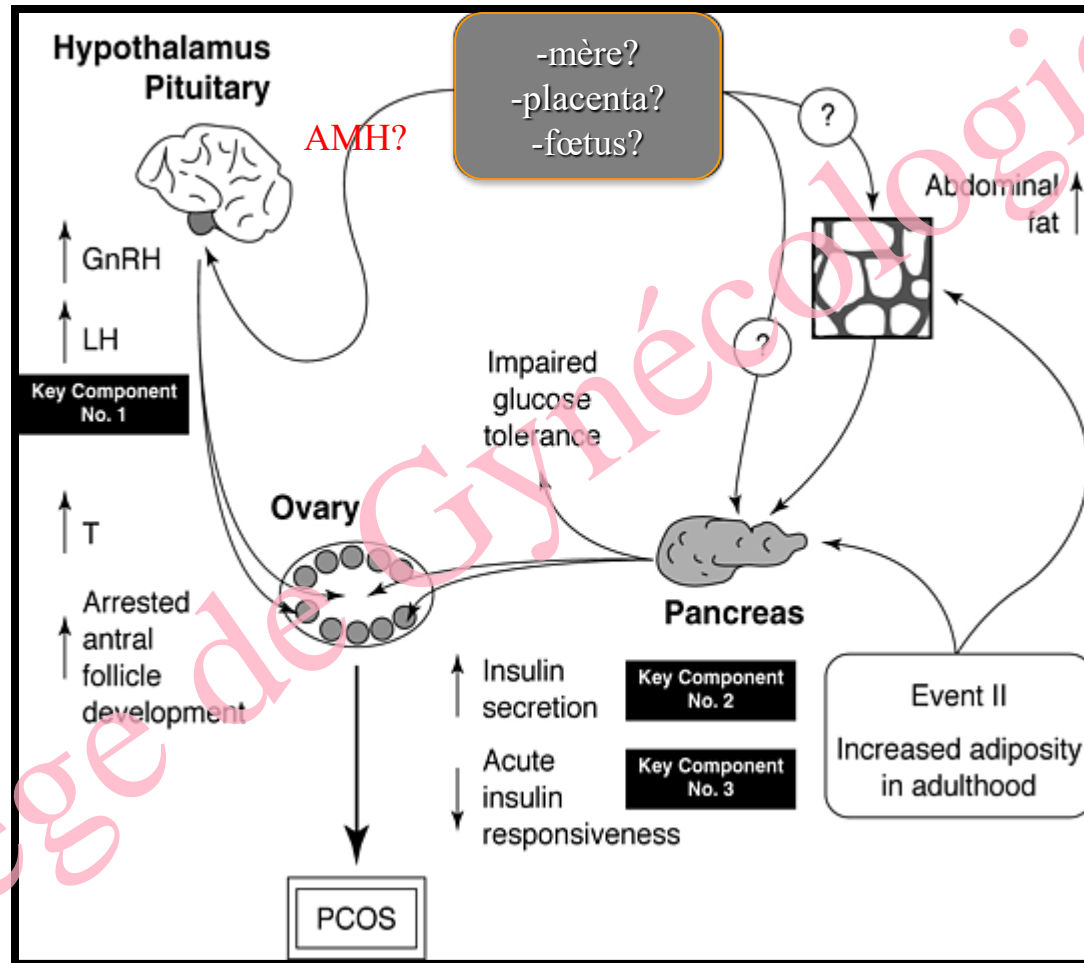 Hypothalamus
Pituitary
-mère?
-placenta?
-fœtus?
AMH?
?
Abdominal
fat
GnRH
LH
Key Component
No. 1
?
Impaired
glucose
tolerance
T
Ovary
Arrested
antral
follicle
development
Pancreas
Insulin
secretion
Key Component
No. 2
Acute
insulin
responsiveness
Key Component
No. 3
Event II
Increased adiposity
in adulthood
PCOS
ège de Gynécologie